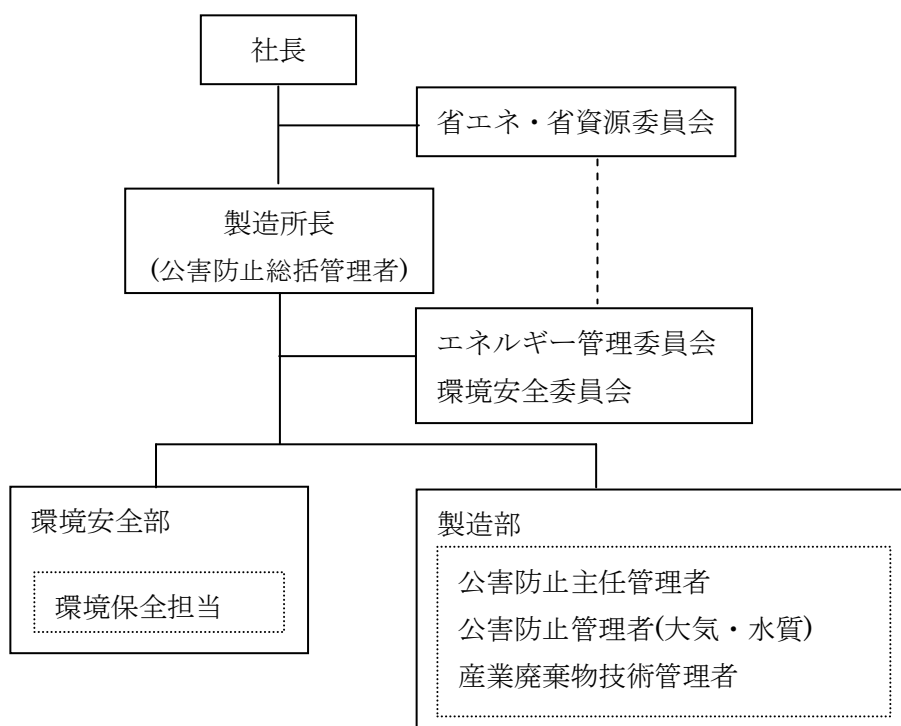 社長
省エネ・省資源委員会
製造所長
(公害防止総括管理者)
エネルギー管理委員会
環境安全委員会
環境安全部
環境保全担当
製造部
公害防止主任管理者
公害防止管理者(大気・水質)
産業廃棄物技術管理者